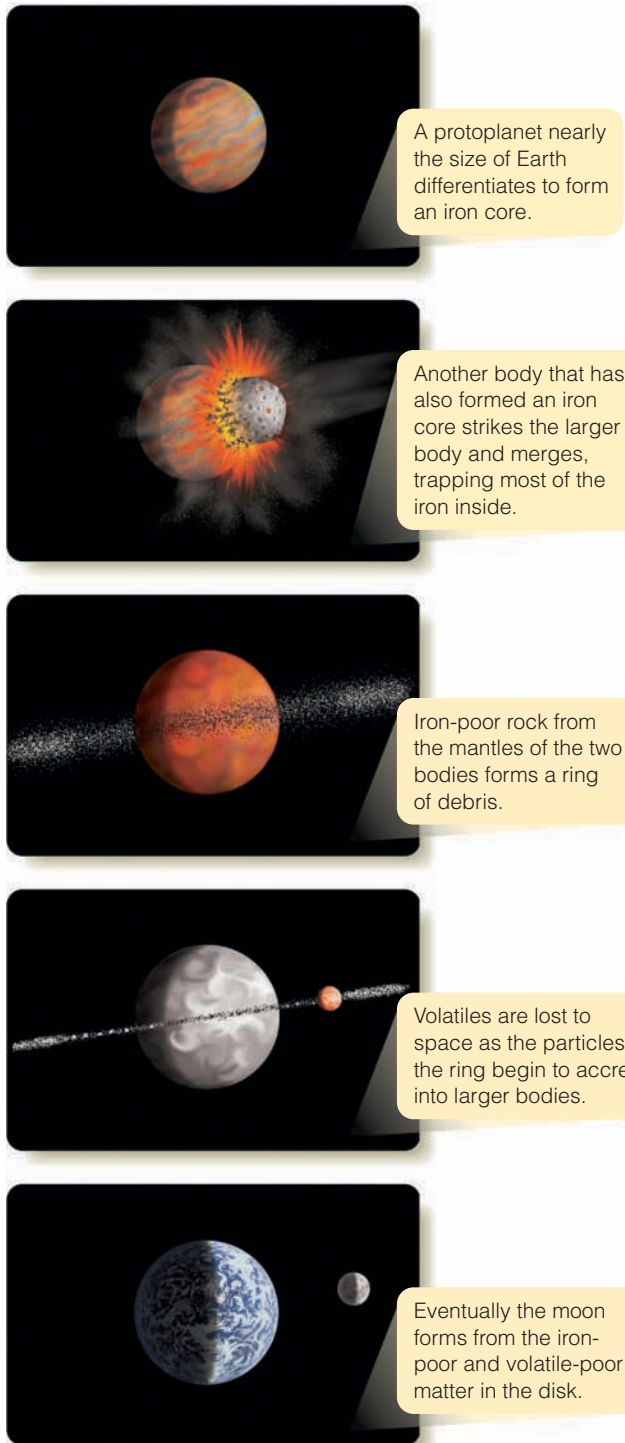 A protoplanet nearly
the size of Earth
differentiates to form
an iron core.
Another body that has
also formed an iron
core strikes the larger
body and merges,
trapping most of the
iron inside.
Iron-poor rock from
the mantles of the two
bodies forms a ring
of debris.
Volatiles are lost to
space as the particles
the ring begin to accre
into larger bodies.
Eventually the moon
forms from the iron-
poor and volatile-poor
matter in the disk.